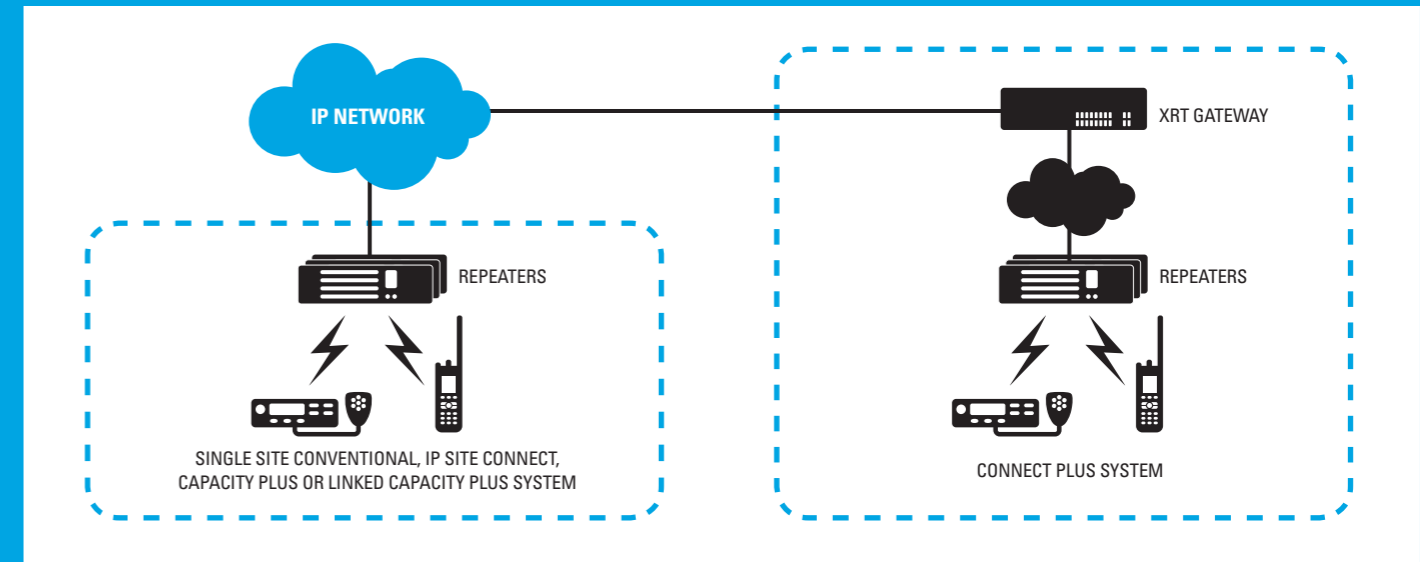 IP NETWORK
XRT GATEWAY
REPEATERS
REPEATERS
SINGLE SITE CONVENTIONAL, IP SITE CONNECT,
CAPACITY PLUS OR LINKED CAPACITY PLUS SYSTEM
CONNECT PLUS SYSTEM